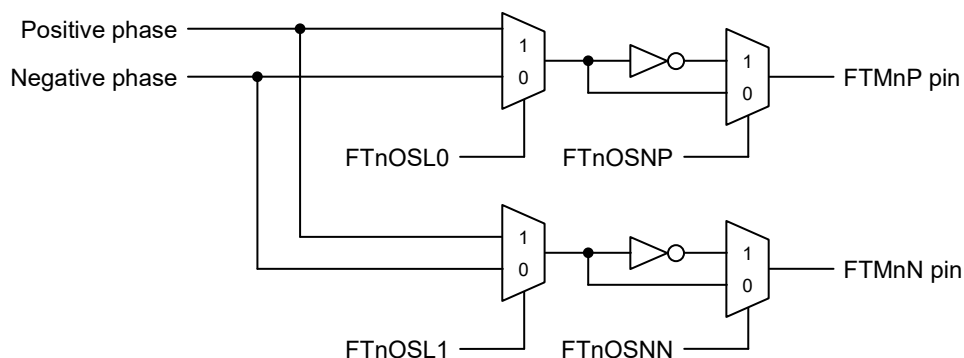 Positive phase
1
Negative phase
0
1
0
FTMnP pin
FTnOSL0
FTnOSNP
1
0
1
0
FTMnN pin
FTnOSL1
FTnOSNN